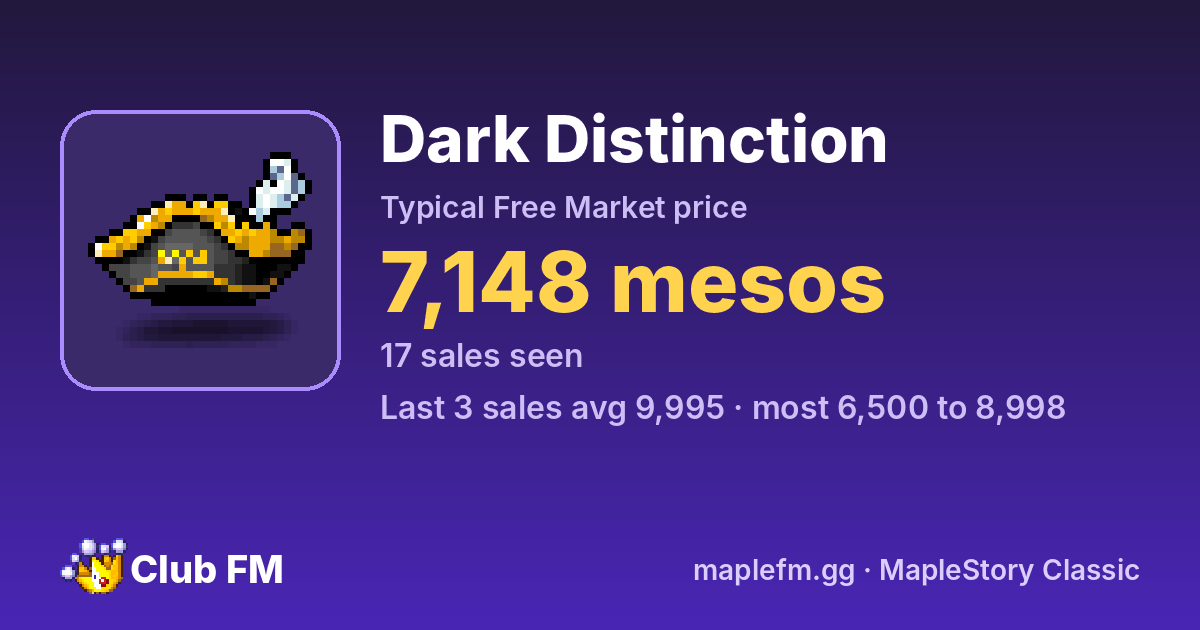 Dark Distinction
Typical Free Market price
7,148 mesos
17 sales seen
Last 3 sales avg 9,995 · most 6,500 to 8,998
Club FM
maplefm.gg · MapleStory Classic